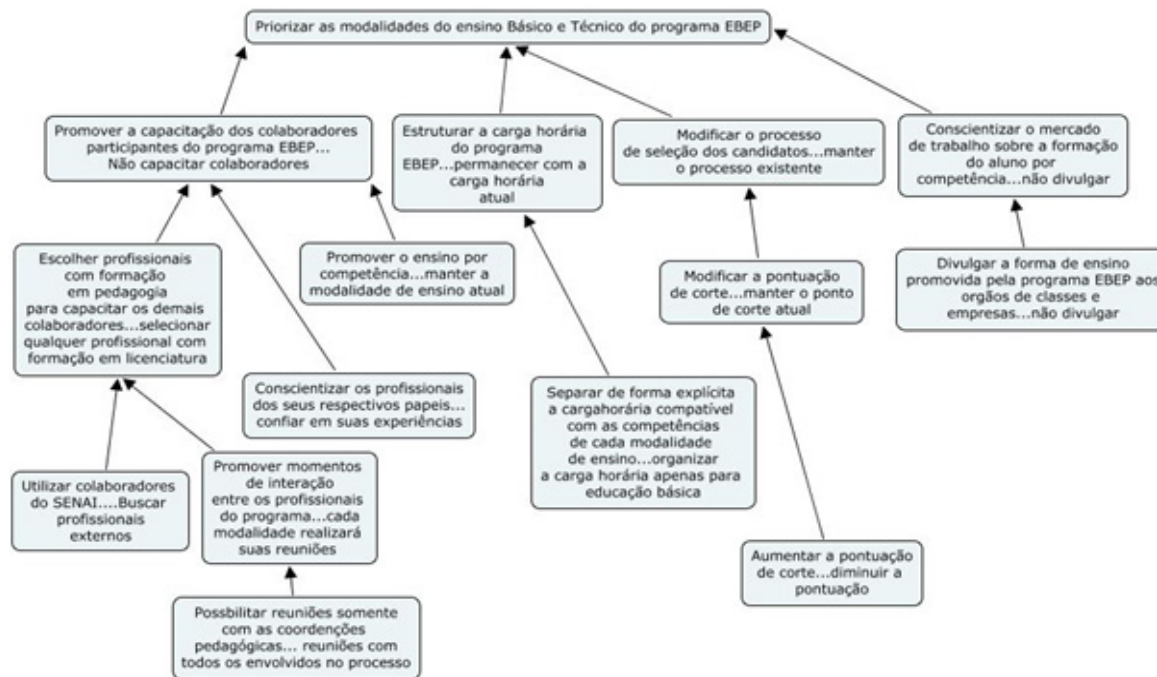 Priorizar as modalidades do ensino Básico e Técnico do programa EBEP
Promover a capacitação dos colaboradores
participantes do programa EBEP...
Não capacitar colaboradores
Estruturar a carga horária
do programa
EBEP...permanecer com a
carga horária
atual
Modificar o processo
de seleção dos candidatos...manter
o processo existente
Conscientizar o mercado
de trabalho sobre a formação
do aluno por
competência...não divulgar
Escolher profissionais
com formação
em pedagogia
para capacitar os demais
colaboradores...selecionar
qualquer profissional com
formação em licenciatura
Promover o ensino por
competência...manter a
modalidade de ensino atual
Modificar a pontuação
de corte...manter o ponto
de corte atual
Divulgar a forma de ensino
promovida pela programa EBEP aos
orgãos de classes e
empresas...não divulgar
Conscientizar os profissionais
dos seus respectivos papeis...
confiar em suas experiências
Separar de forma explícita
a cargahorária compatível
com as competências
de cada modalidade
de ensino...organizar
a carga horária apenas para
educação básica
Utilizar colaboradores
do SENAI....Buscar
profissionais
externos
Promover momentos
de interação
entre os profissionais
do programa...cada
modalidade realizará
suas reuniões
Aumentar a pontuação
de corte...diminuir a
pontuação
Possbilitar reuniões somente
com as coordenções
pedagógicas... reuniões com
todos os envolvidos no processo